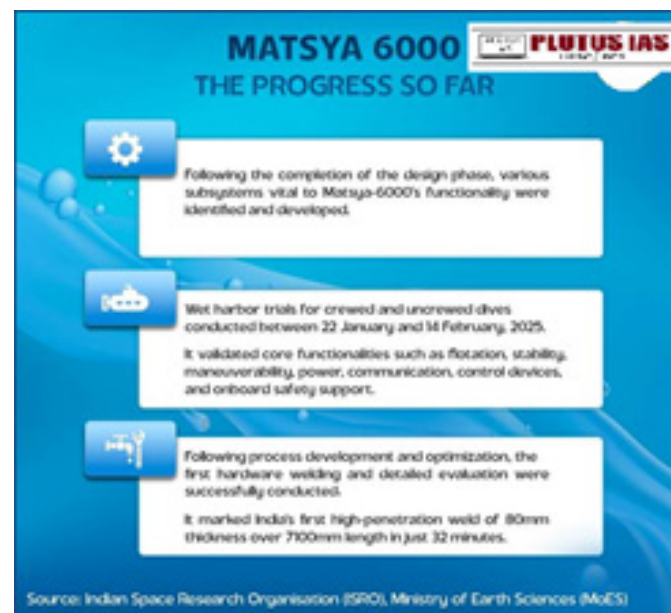 MATSYA 6000
PLUTUS IAS
THE PROGRESS SO FAR
Following the completion of the design phase, various
subsystems vital to Matsya-6000's functionality were
identified and developed.
Wet harbor trials for crewed and uncrewed dives
conducted between 22 January and 14 February, 2025.
It validated core functionalities such as flotation, stability,
maneuverability, power, communication, control devices,
and onboard safety support.
Following process development and optimization, the
first hardware welding and detailed evaluation were
successfully conducted.
It marked India's first high-penetration weld of 80mm
thickness over 7100mm length in just 32 minutes.
Source: Indian Space Research Organisation (ISRO), Ministry of Earth Sciences (MoES)